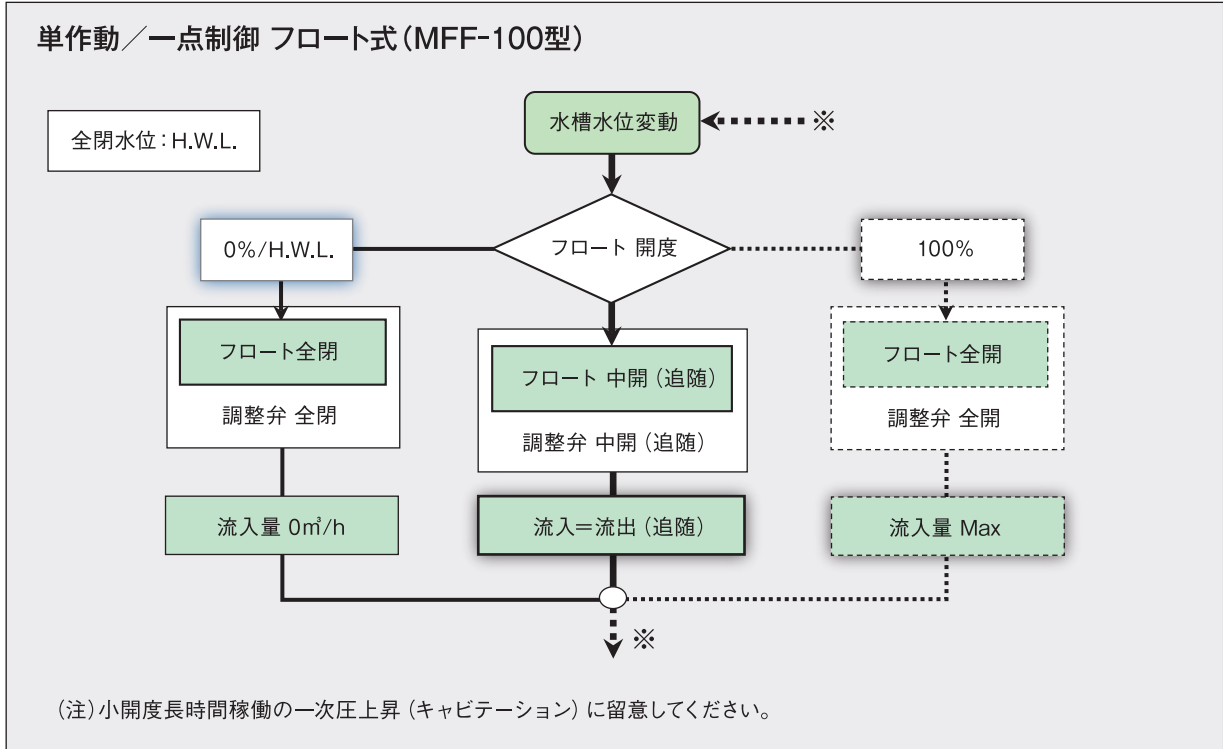 単作動／一点制御 フロート式（MFF-100型）
全閉水位：H.W.L.
水槽水位変動
※
フロート 開度
0%/H.W.L.
100%
フロート全閉
調整弁 全閉
フロート 中開（追随）
調整弁 中開（追随）
フロート全開
調整弁 全開
流入量 0㎥/h
流入＝流出（追随）
流入量 Max
※
（注）小開度長時間稼働の一次圧上昇（キャビテーション）に留意してください。